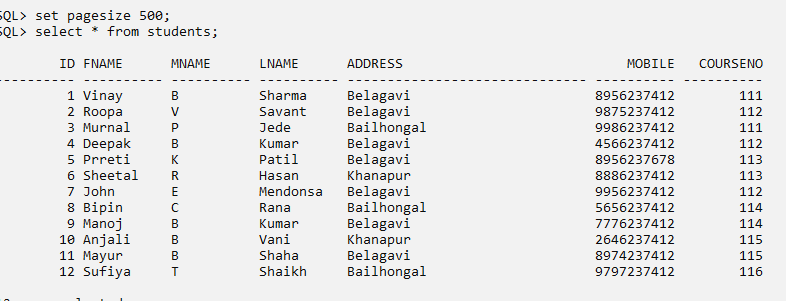 SQL> set pagesize 500;
SQL> select * from students;
ID FNAME MNAME LNAME ADDRESS MOBILE COURSENO
---------- ---------- ---------- ---------- ------------------------------ ---------- ----------
1 Vinay B Sharma Belagavi 8956237412 111
2 Roopa V Savant Belagavi 9875237412 112
3 Murnal P Jede Bailhongal 9986237412 111
4 Deepak B Kumar Belagavi 4566237412 112
5 Prreti K Patil Belagavi 8956237678 113
6 Sheetal R Hasan Khanapur 8886237412 113
7 John E Mendonsa Belagavi 9956237412 112
8 Bipin C Rana Bailhongal 5656237412 114
9 Manoj B Kumar Belagavi 7776237412 114
10 Anjali B Vani Khanapur 2646237412 115
11 Mayur B Shaha Belagavi 8974237412 115
12 Sufiya T Shaikh Bailhongal 9797237412 116